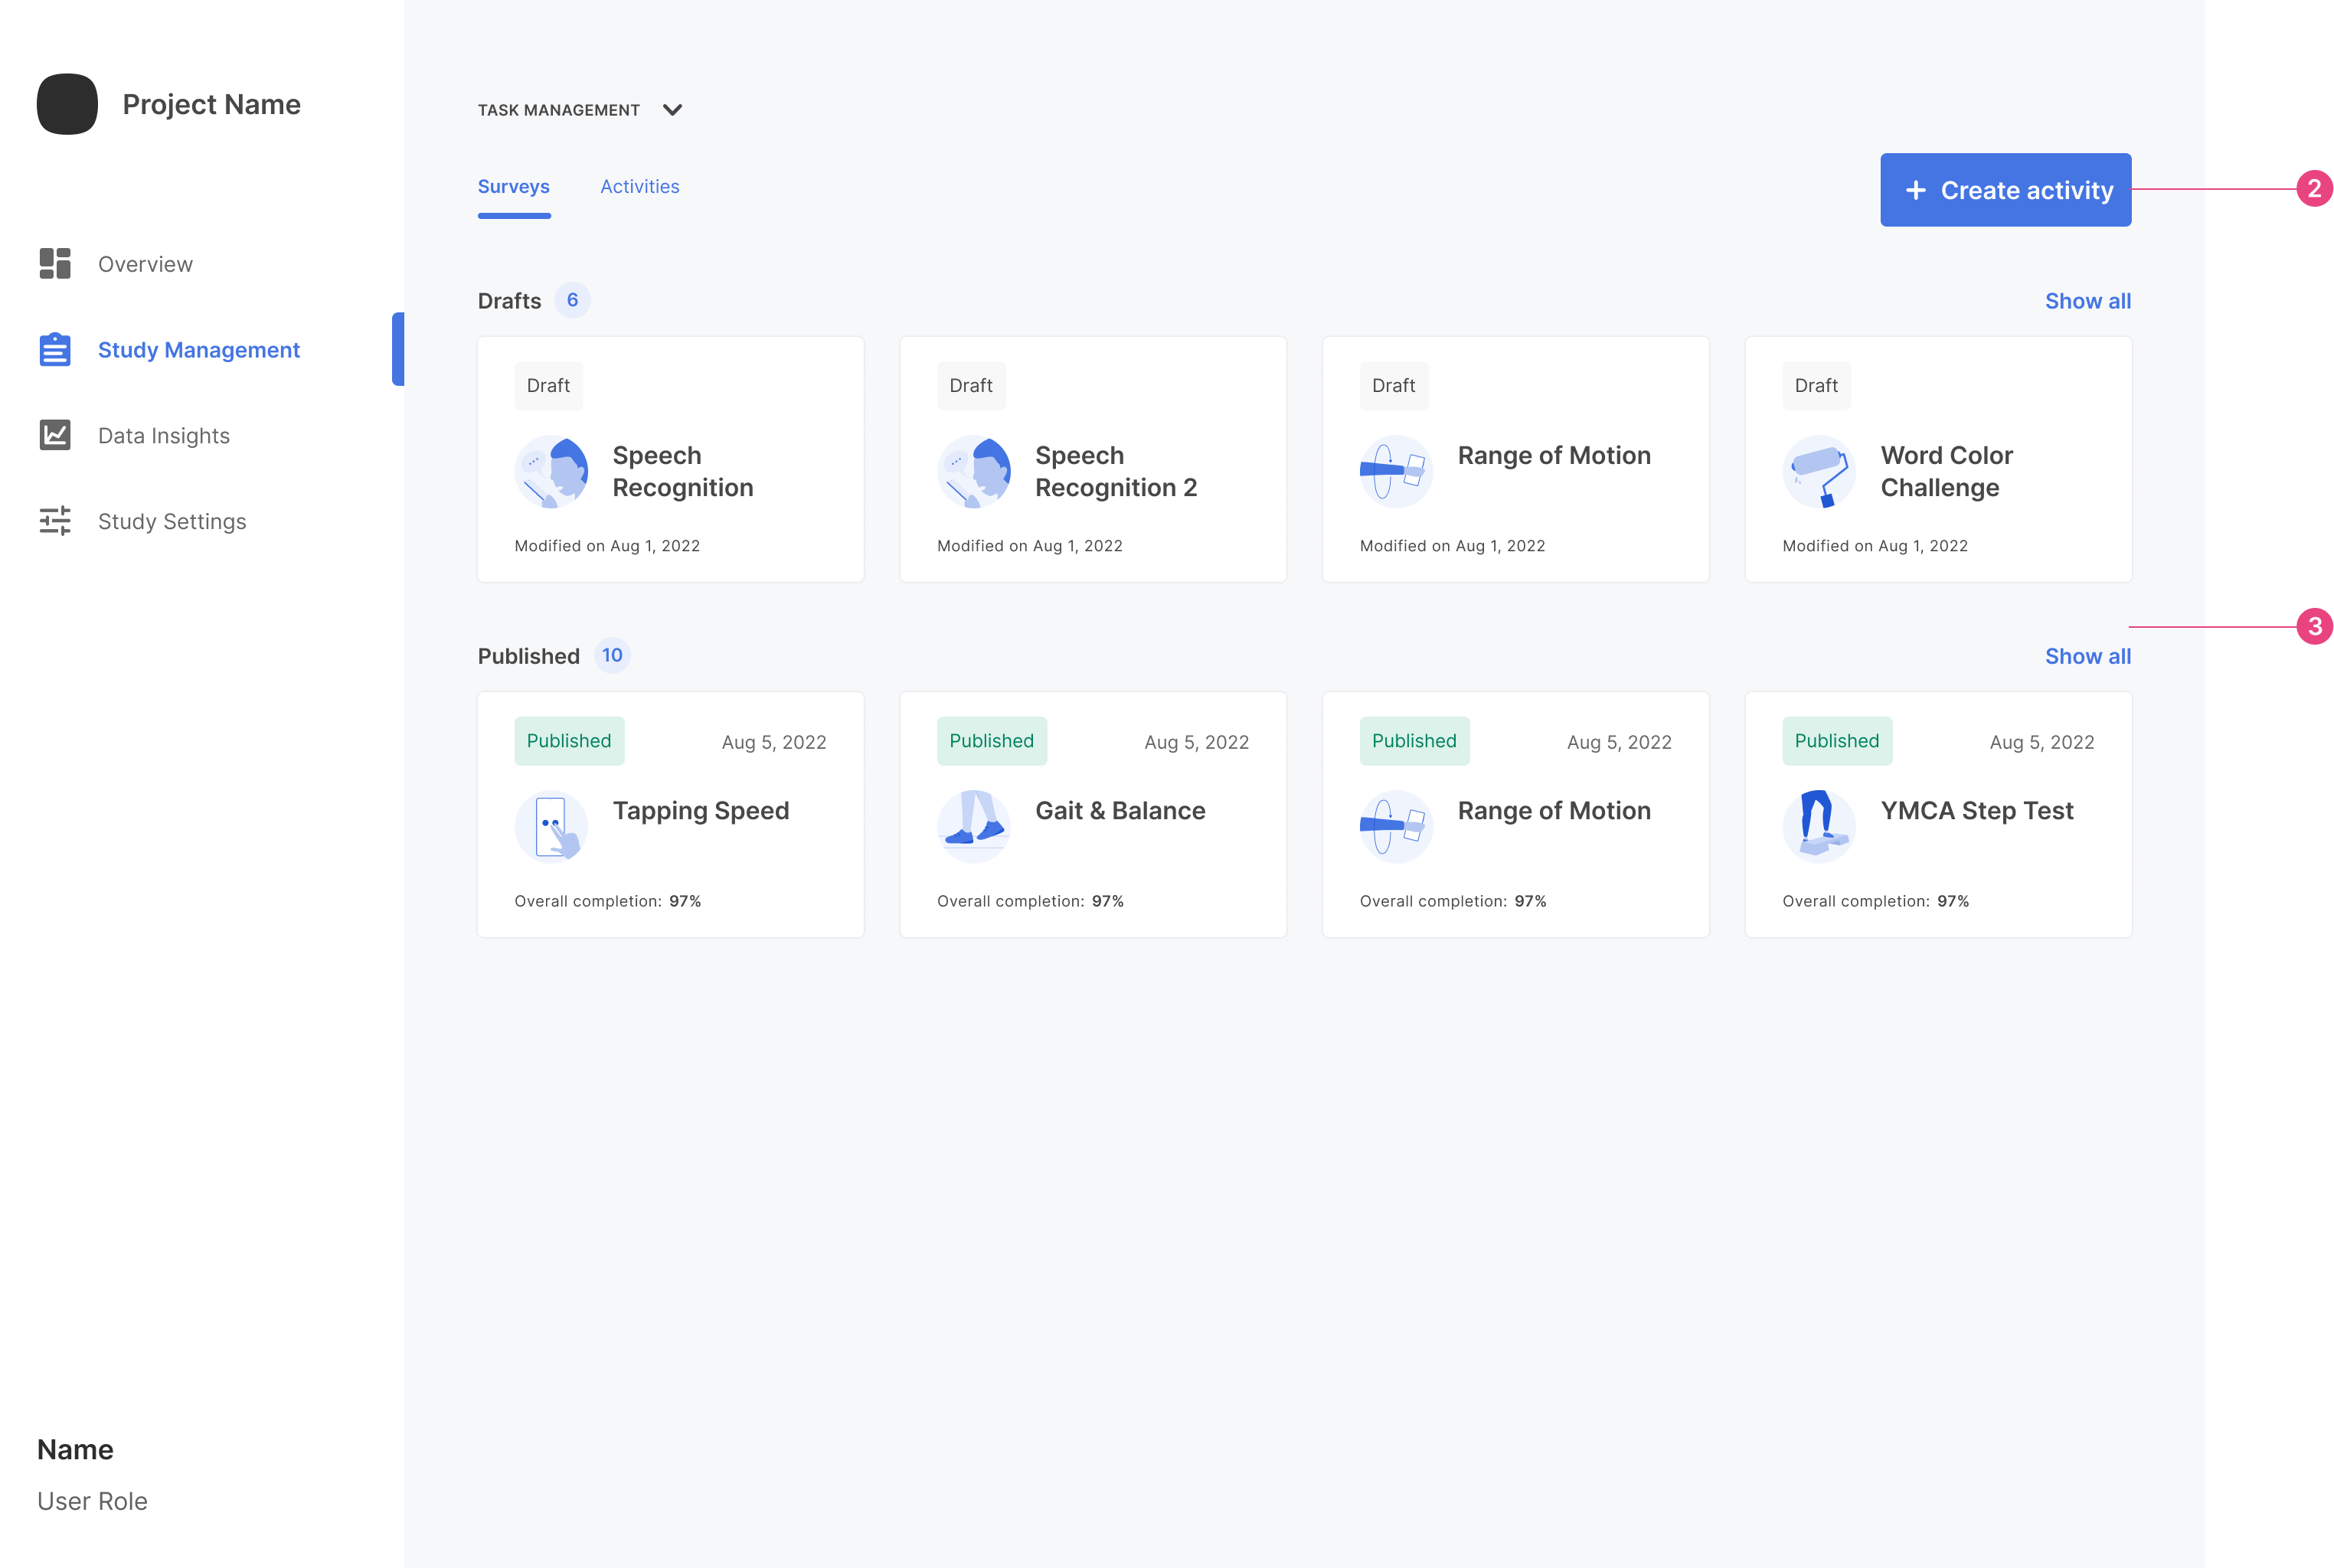 Project Name
Overview
Study Management
Data Insights
Study Settings
Name
User Role
TASK MANAGEMENT
Surveys
Activities
+ Create activity
2
Drafts 6
Show all
Draft
Speech
Recognition
Modified on Aug 1, 2022
Draft
Speech
Recognition 2
Modified on Aug 1, 2022
Draft
Range of Motion
Modified on Aug 1, 2022
Draft
Word Color
Challenge
Modified on Aug 1, 2022
3
Published 10
Show all
Published
Aug 5, 2022
Tapping Speed
Overall completion: 97%
Published
Aug 5, 2022
Gait & Balance
Overall completion: 97%
Published
Aug 5, 2022
Range of Motion
Overall completion: 97%
Published
Aug 5, 2022
YMCA Step Test
Overall completion: 97%